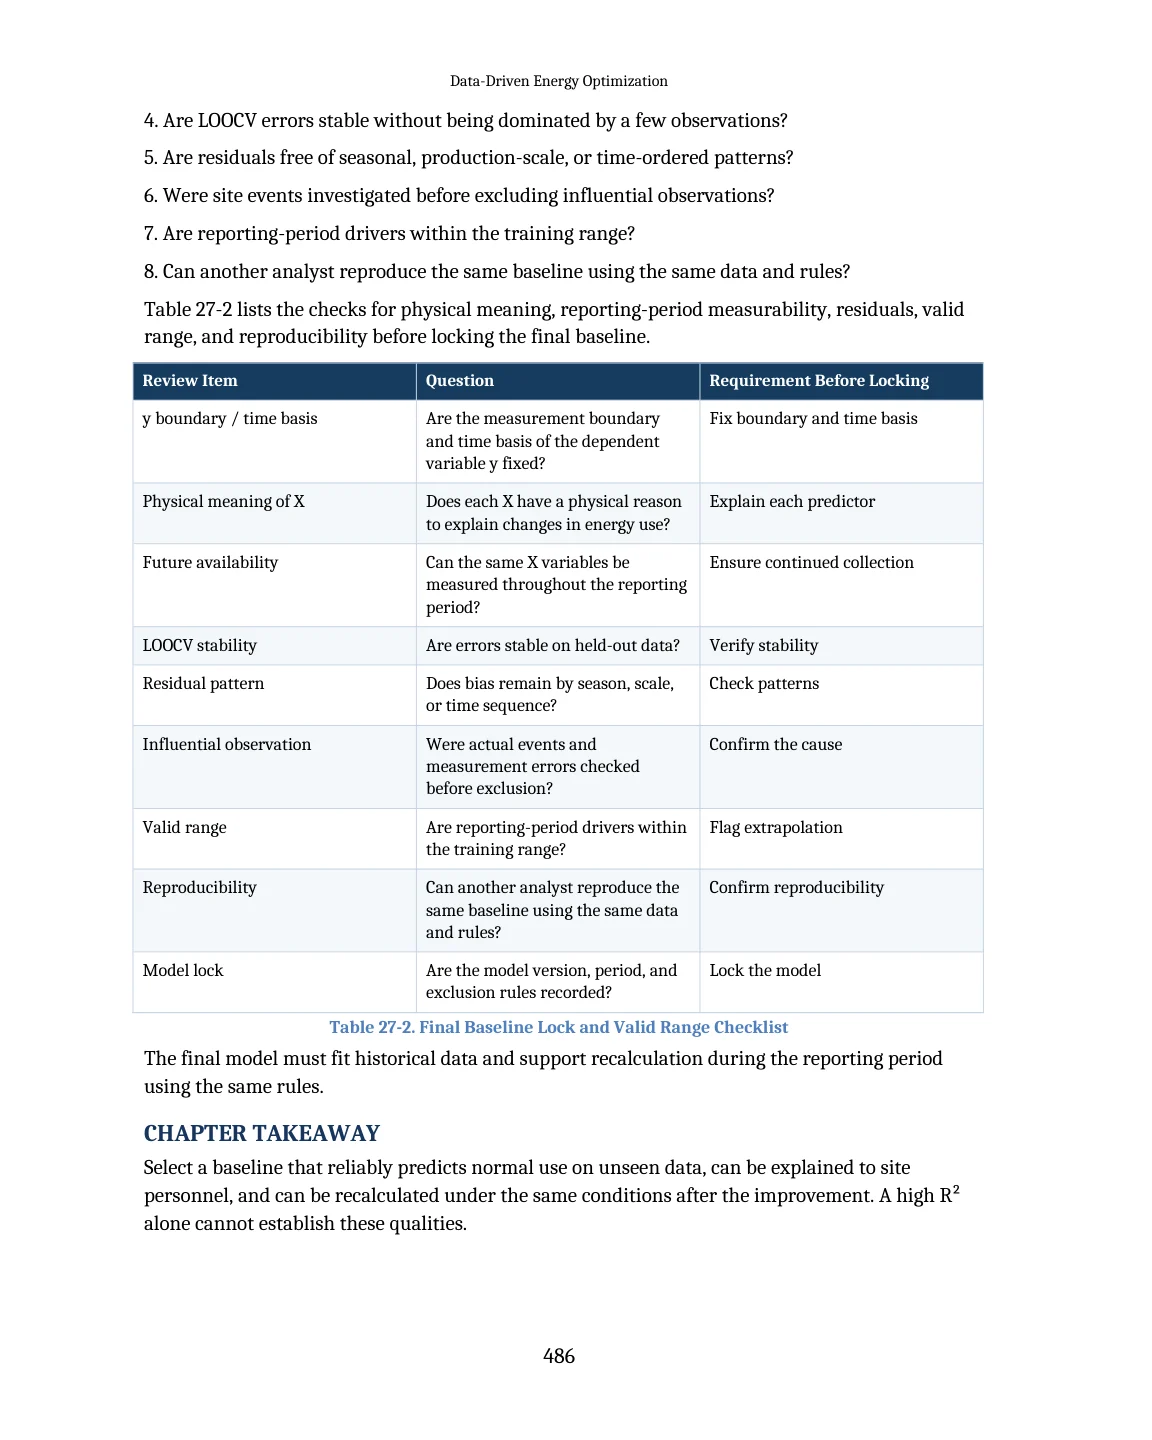 Data-Driven Energy Optimization
4. Are LOOCV errors stable without being dominated by a few observations?
5. Are residuals free of seasonal, production-scale, or time-ordered patterns?
6. Were site events investigated before excluding influential observations?
7. Are reporting-period drivers within the training range?
8. Can another analyst reproduce the same baseline using the same data and rules?
Table 27-2 lists the checks for physical meaning, reporting-period measurability, residuals, valid
range, and reproducibility before locking the final baseline.
Review Item
Question
Requirement Before Locking
y boundary / time basis
Are the measurement boundary
and time basis of the dependent
variable y fixed?
Fix boundary and time basis
Physical meaning of X
Does each X have a physical reason
to explain changes in energy use?
Explain each predictor
Future availability
Can the same X variables be
measured throughout the reporting
period?
Ensure continued collection
LOOCV stability
Are errors stable on held-out data?
Verify stability
Residual pattern
Does bias remain by season, scale,
or time sequence?
Check patterns
Influential observation
Were actual events and
measurement errors checked
before exclusion?
Confirm the cause
Valid range
Are reporting-period drivers within
the training range?
Flag extrapolation
Reproducibility
Can another analyst reproduce the
same baseline using the same data
and rules?
Confirm reproducibility
Model lock
Are the model version, period, and
exclusion rules recorded?
Lock the model
Table 27-2. Final Baseline Lock and Valid Range Checklist
The final model must fit historical data and support recalculation during the reporting period
using the same rules.
CHAPTER TAKEAWAY
Select a baseline that reliably predicts normal use on unseen data, can be explained to site
personnel, and can be recalculated under the same conditions after the improvement. A high R²
alone cannot establish these qualities.
486